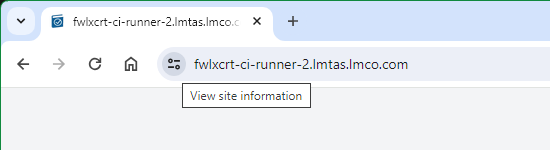 fwlxcrt-ci-runner-2.lmtas.lmco.c
fwlxcrt-ci-runner-2.lmtas.lmco.com
View site information